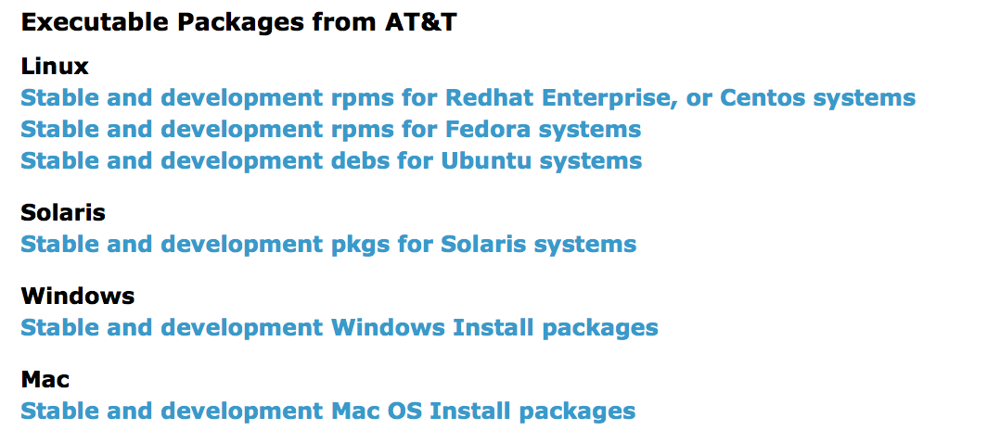 Executable Packages from AT&T
Linux
Stable and development rpms for Redhat Enterprise, or Centos systems
Stable and development rpms for Fedora systems
Stable and development debs for Ubuntu systems
Solaris
Stable and development pkgs for Solaris systems
Windows
Stable and development Windows Install packages
Mac
Stable and development Mac OS Install packages